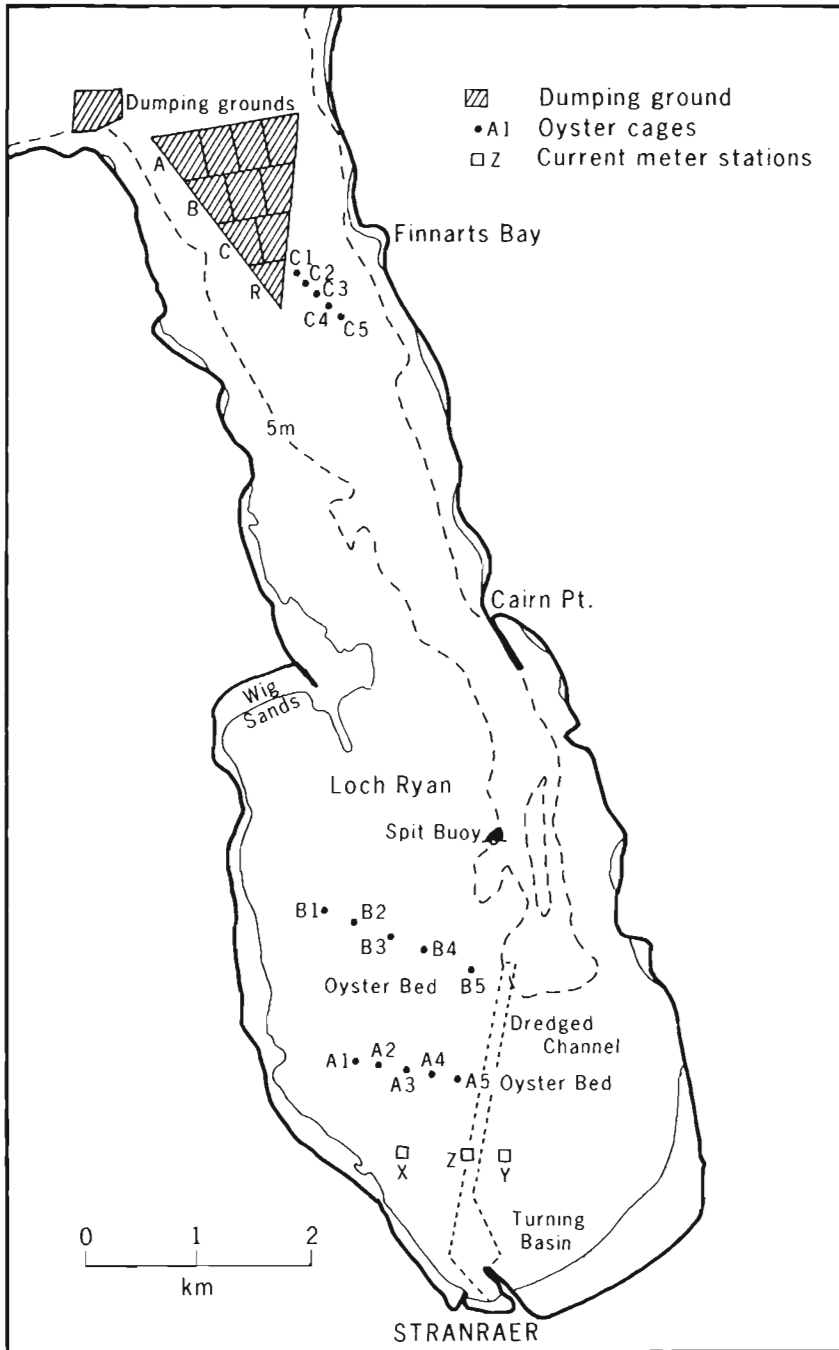 Dumping grounds
Dumping ground
A1 Oyster cages
Z Current meter stations
A
B
C
R
Finnarts Bay
C1
C2
C3
C4
C5
5m
Cairn Pt.
Wig
Sands
Loch Ryan
Spit Buoy
B1
B2
B3
B4
B5
Oyster Bed
Dredged
Channel
A1
A2
A3
A4
A5
Oyster Bed
X
Z
Y
Turning
Basin
0 1 2
km
STRANRAER